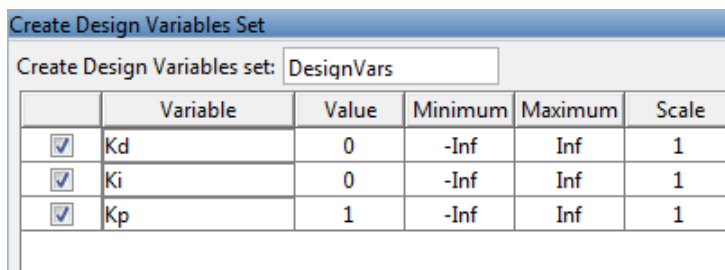 Create Design Variables Set
Create Design Variables set: DesignVars
Variable Value Minimum Maximum Scale
Kd 0 -Inf Inf 1
Ki 0 -Inf Inf 1
Kp 1 -Inf Inf 1